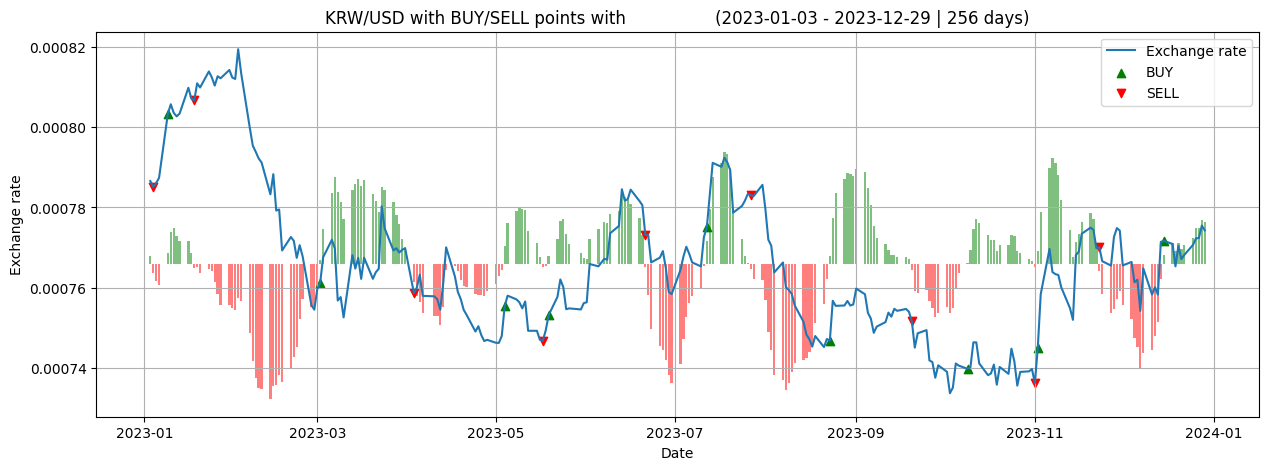 KRW/USD with BUY/SELL points with (2023-01-03 - 2023-12-29 | 256 days)
Exchange rate
BUY
SELL
Exchange rate
0.00082
0.00080
0.00078
0.00076
0.00074
2023-01
2023-03
2023-05
2023-07
2023-09
2023-11
2024-01
Date